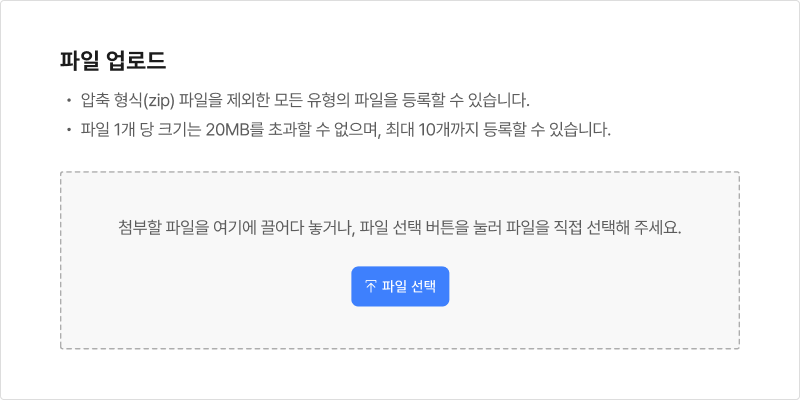 파일 업로드
• 압축 형식(zip) 파일을 제외한 모든 유형의 파일을 등록할 수 있습니다.
• 파일 1개 당 크기는 20MB를 초과할 수 없으며, 최대 10개까지 등록할 수 있습니다.
첨부할 파일을 여기에 끌어다 놓거나, 파일 선택 버튼을 눌러 파일을 직접 선택해 주세요.
파일 선택